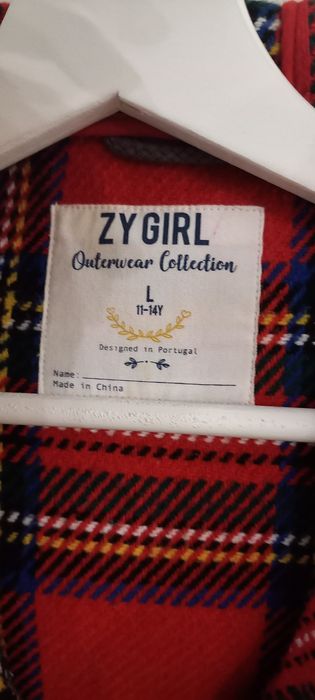 ZY GIRL
Outerwear Collection
L
11-14Y
Designed in Portugal
Name:
Made in China